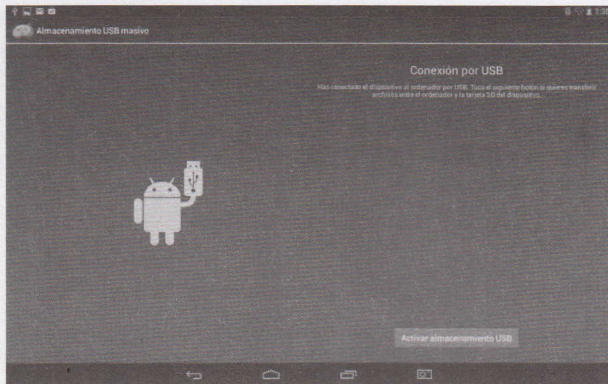 Almacenamiento USB masivo
Conexión por USB
Has conectado el dispositivo al ordenador por USB. Toca el siguiente botón si quieres transferir
archivos entre el ordenador y la tarjeta SD del dispositivo.
Activar almacenamiento USB